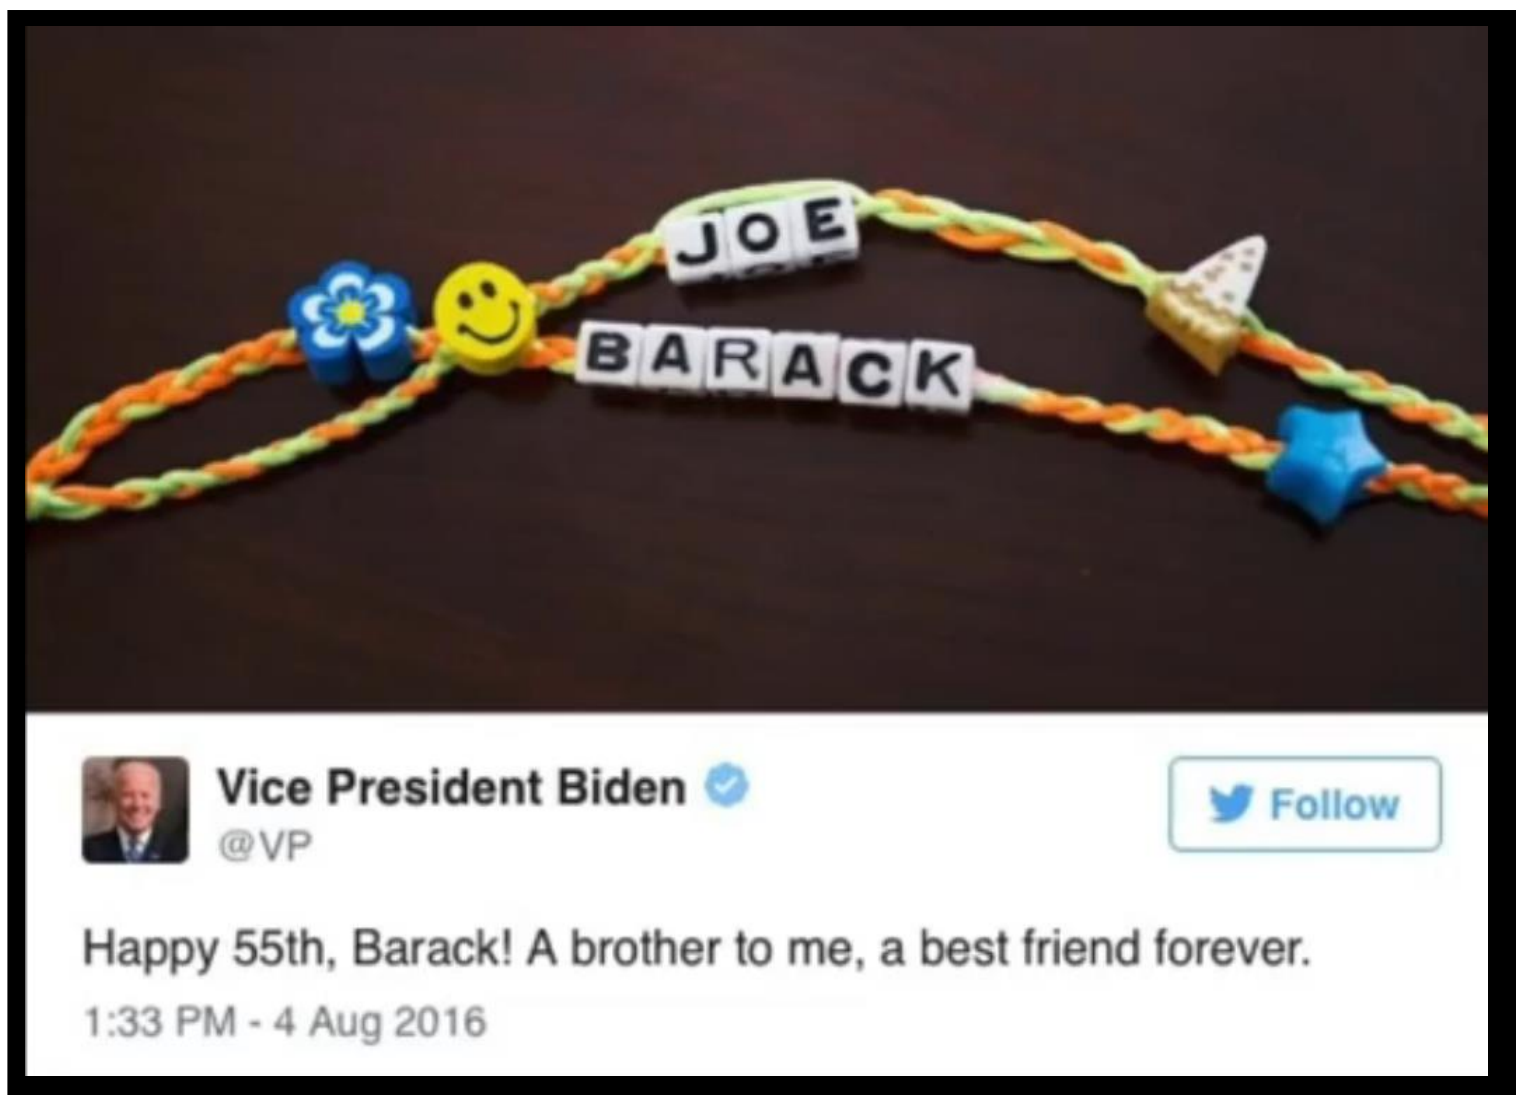 JOE
BARACK
Vice President Biden
@VP
Follow
Happy 55th, Barack! A brother to me, a best friend forever.
1:33 PM - 4 Aug 2016